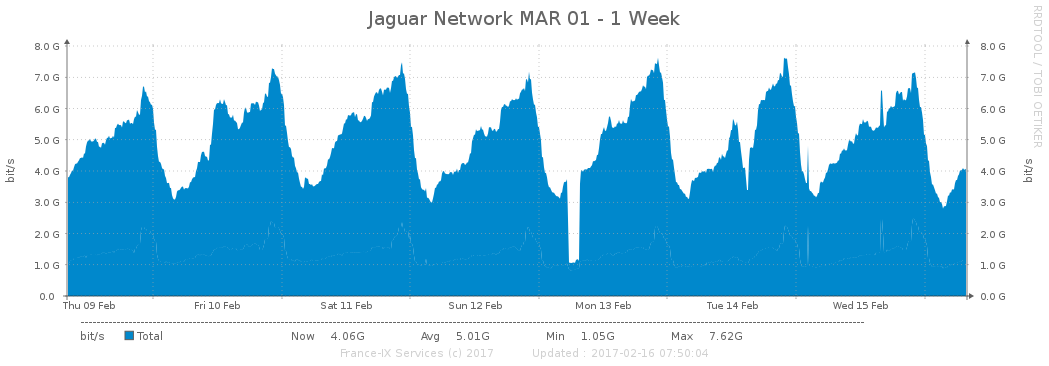 Jaguar Network MAR 01 - 1 Week
RRDTOOL / TOBI OETIKER
bit/s
8.0 G 8.0 G
7.0 G 7.0 G
6.0 G 6.0 G
5.0 G 5.0 G
4.0 G 4.0 G
3.0 G 3.0 G
2.0 G 2.0 G
1.0 G 1.0 G
0.0 0.0 G
bit/s
Thu 09 Feb Fri 10 Feb Sat 11 Feb Sun 12 Feb Mon 13 Feb Tue 14 Feb Wed 15 Feb
bit/s Total Now 4.06G Avg 5.01G Min 1.05G Max 7.62G
France-IX Services (c) 2017 Updated : 2017-02-16 07:50:04